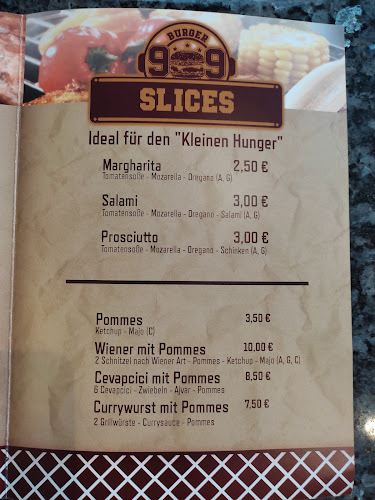 BURGER
9 9
SLICES
Ideal für den "Kleinen Hunger"
Margharita 2,50 €
Tomatensoße - Mozarella - Oregano (A, G)
Salami 3,00 €
Tomatensoße - Mozarella - Oregano - Salami (A, G)
Prosciutto 3,00 €
Tomatensoße - Mozarella - Oregano - Schinken (A, G)
Pommes 3,50 €
Ketchup - Majo (C)
Wiener mit Pommes 10,00 €
2 Schnitzel nach Wiener Art - Pommes - Ketchup - Majo (A, G, C)
Cevapcici mit Pommes 8,50 €
6 Cevapcici - Zwiebeln - Ajvar - Pommes
Currywurst mit Pommes 7,50 €
2 Grillwürste - Currysauce - Pommes